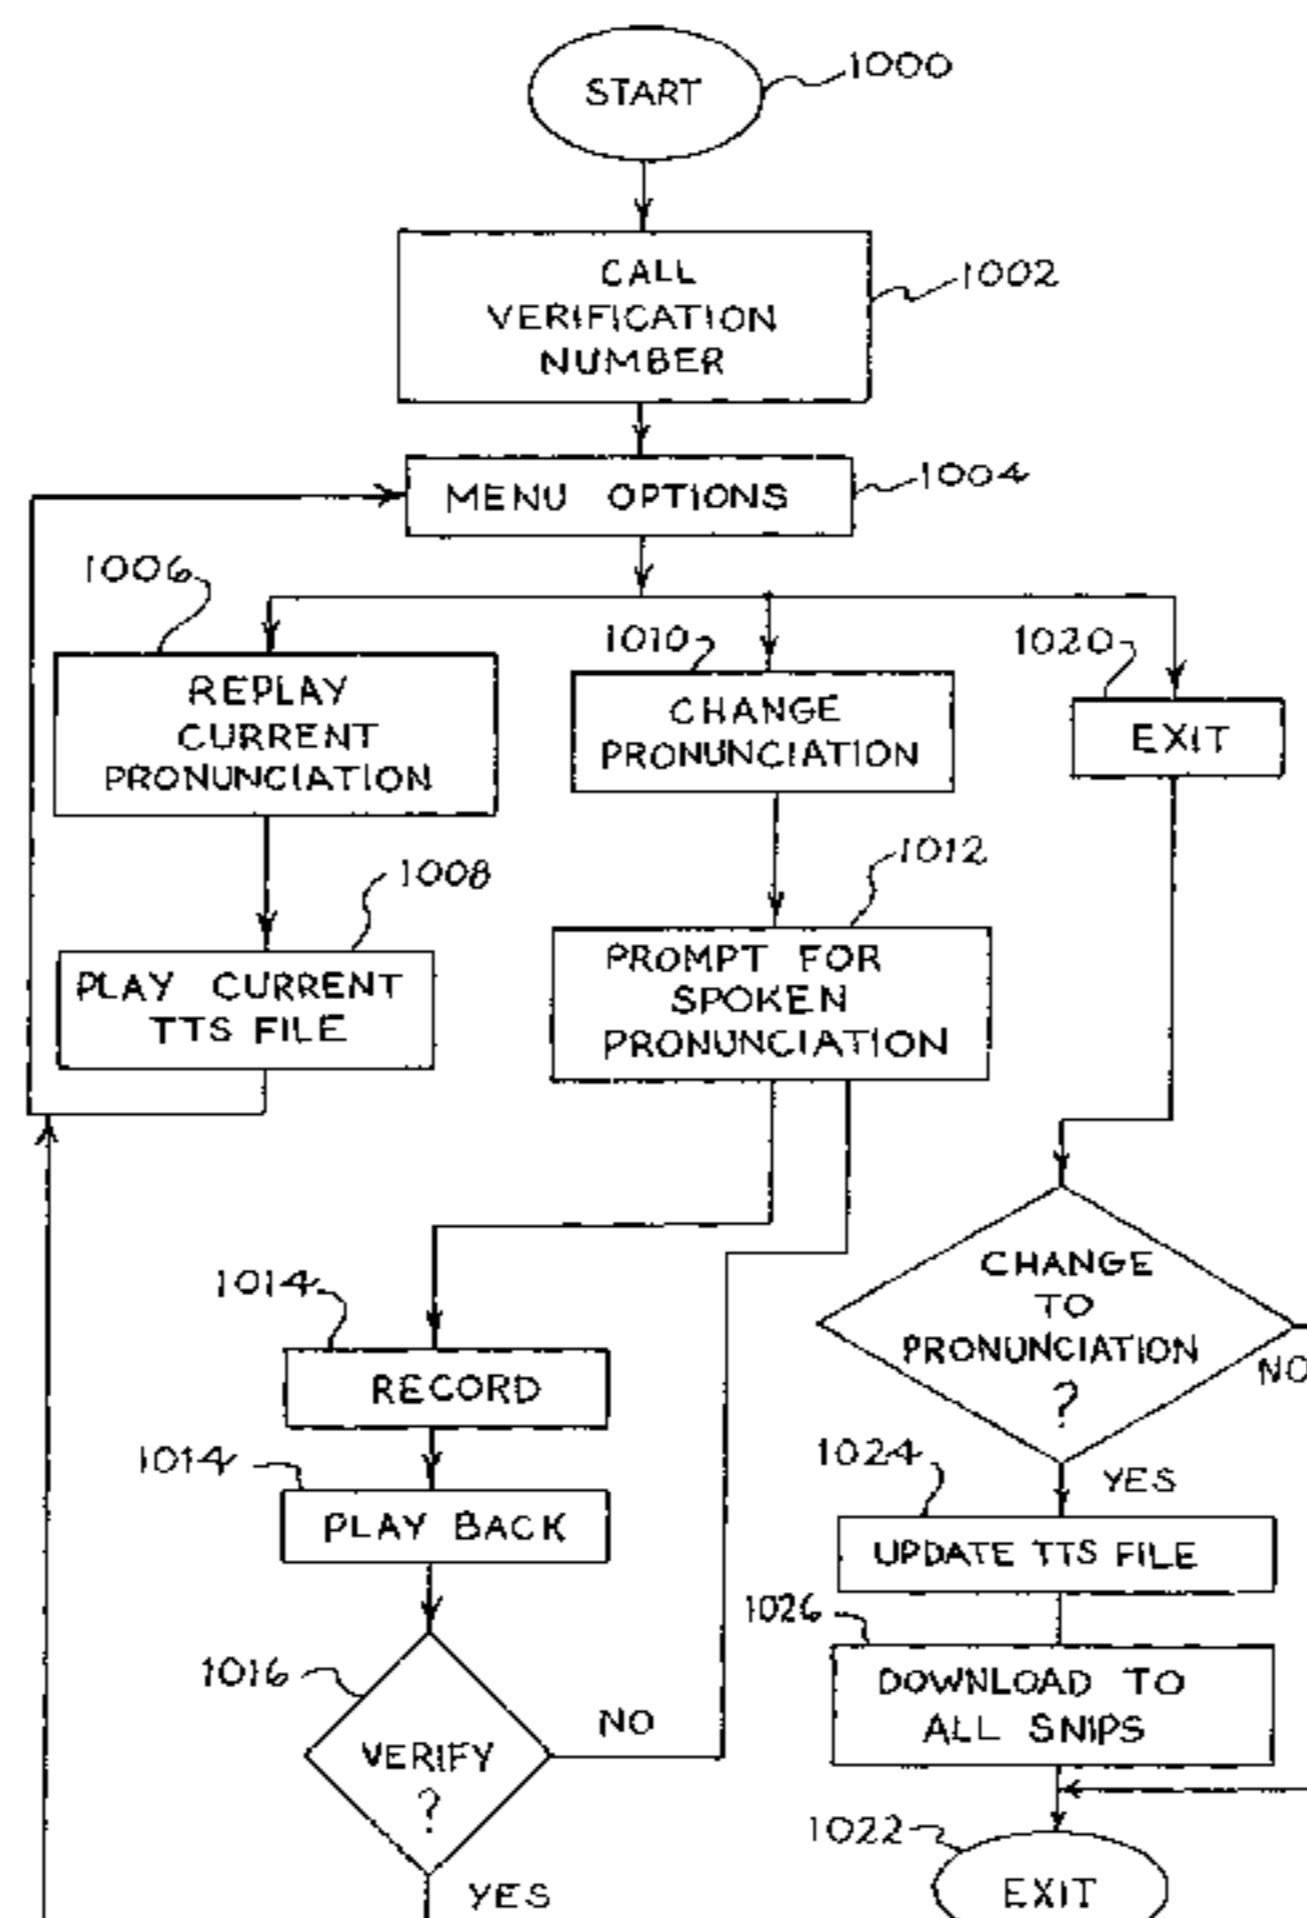 START
1000
CALL
VERIFICATION
NUMBER
1002
MENU OPTIONS
1004
1006
REPLAY
CURRENT
PRONUNCIATION
1010
CHANGE
PRONUNCIATION
1020
EXIT
1008
PLAY CURRENT
TTS FILE
1012
PROMPT FOR
SPOKEN
PRONUNCIATION
1014
RECORD
1014
PLAY BACK
1016
VERIFY
?
NO
YES
CHANGE
TO
PRONUNCIATION
?
NO
YES
1024
UPDATE TTS FILE
1026
DOWNLOAD TO
ALL SNIPS
1022
EXIT